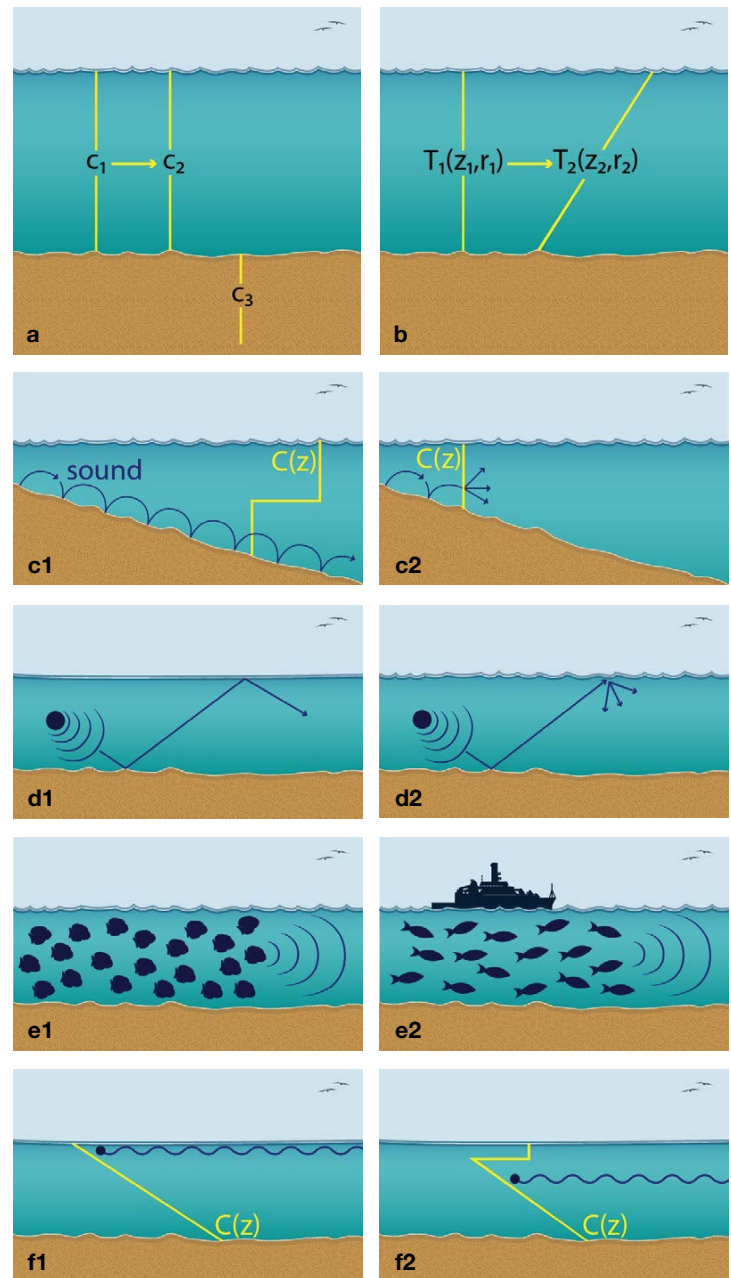 c₁ → c₂
c₃
a
T₁(z₁,r₁) → T₂(z₂,r₂)
b
sound
C(z)
c1
C(z)
c2
d1
d2
e1
e2
C(z)
f1
C(z)
f2